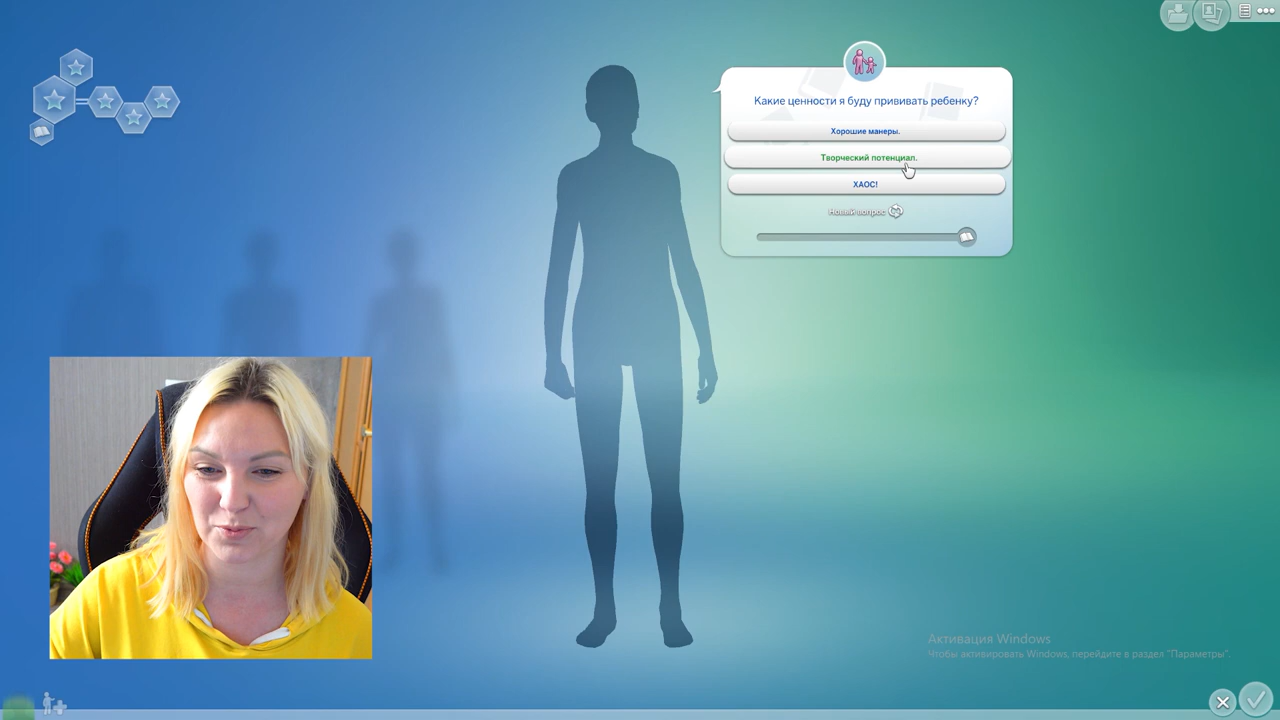 Какие ценности я буду прививать ребенку?
Хорошие манеры.
Творческий потенциал.
ХАОС!
Новый вопрос
Активация Windows
Чтобы активировать Windows, перейдите в раздел "Параметры".